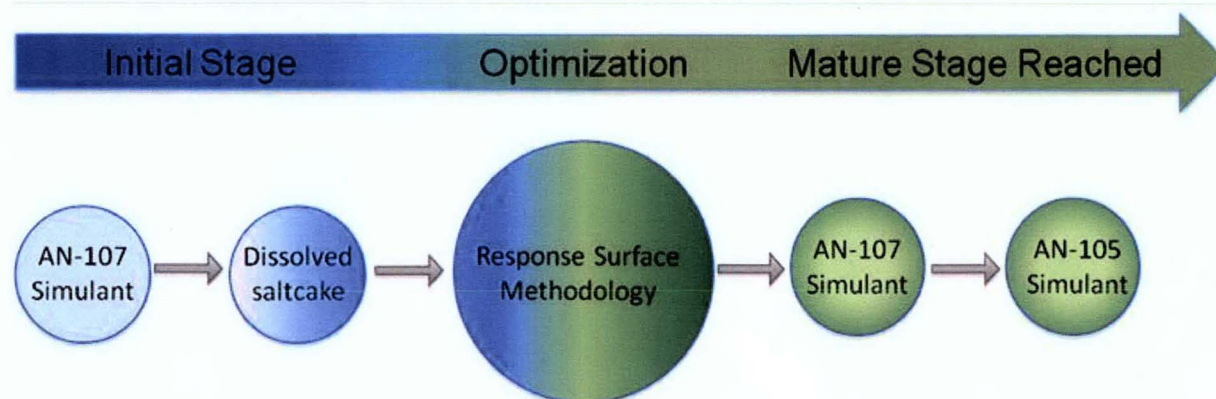 Initial Stage
Optimization
Mature Stage Reached
AN-107
Simulant
Dissolved
saltcake
Response Surface
Methodology
AN-107
Simulant
AN-105
Simulant